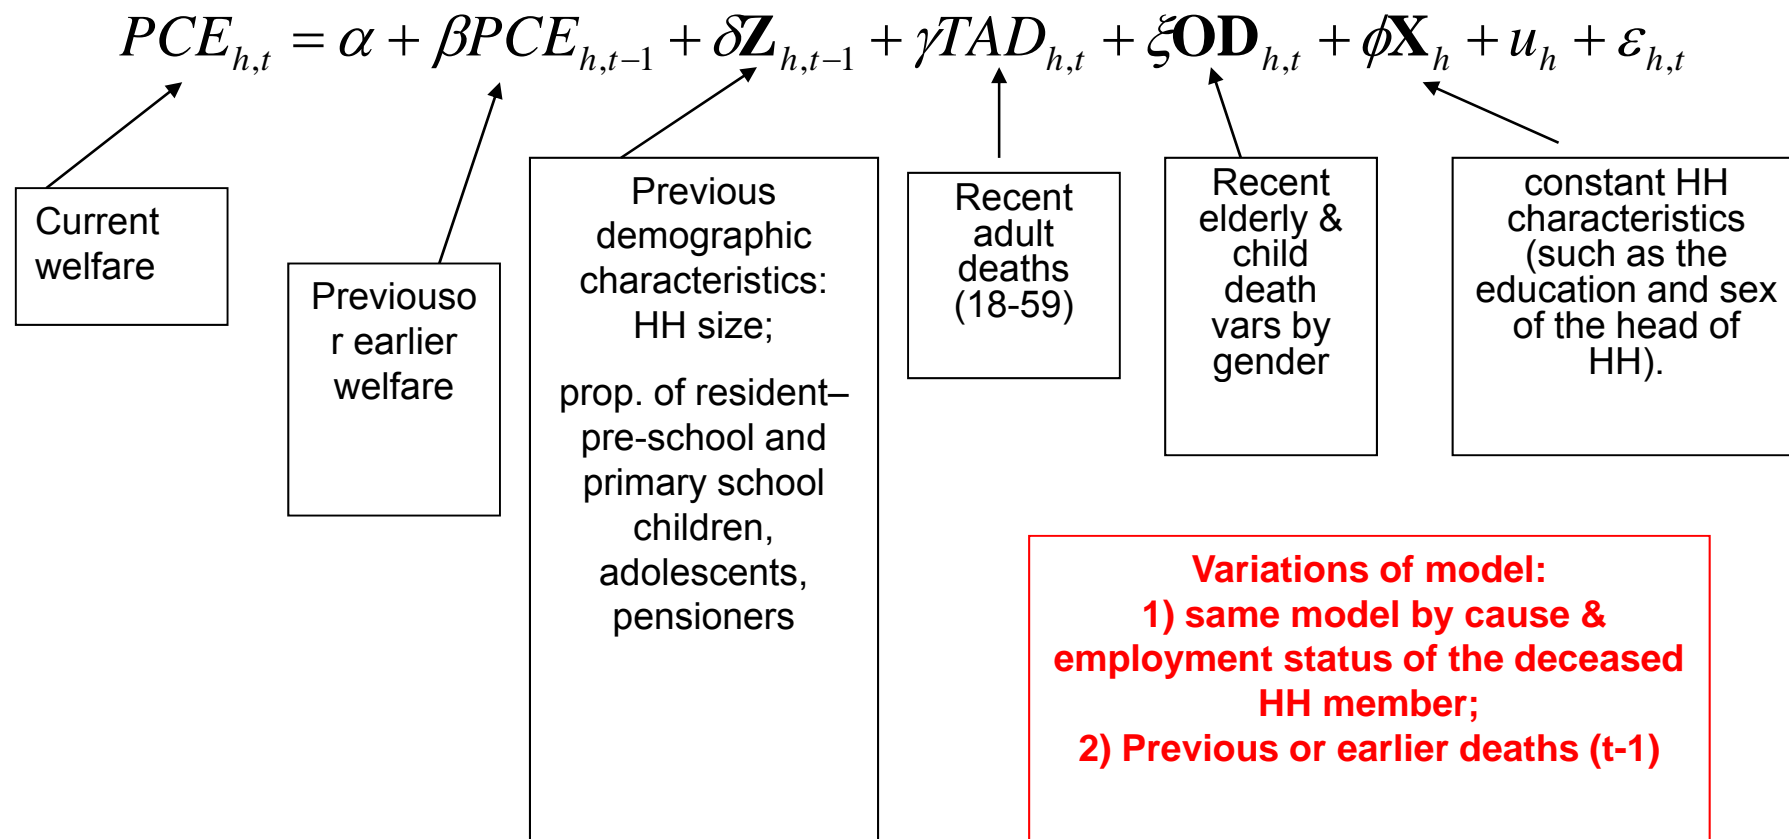 PCE_{h,t} = α + βPCE_{h,t−1} + δZ_{h,t−1} + γTAD_{h,t} + ξOD_{h,t} + ϕX_h + u_h + ε_{h,t}
Current
welfare
Previouso
r earlier
welfare
Previous
demographic
characteristics:
HH size;
prop. of resident–
pre-school and
primary school
children,
adolescents,
pensioners
Recent
adult
deaths
(18-59)
Recent
elderly &
child
death
vars by
gender
constant HH
characteristics
(such as the
education and sex
of the head of
HH).
Variations of model:
1) same model by cause &
employment status of the deceased
HH member;
2) Previous or earlier deaths (t-1)